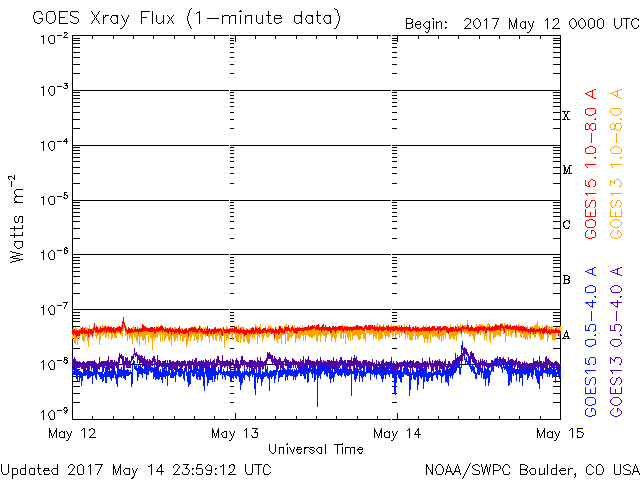 GOES Xray Flux (1-minute data)
Begin: 2017 May 12 0000 UTC
10⁻²
10⁻³
10⁻⁴
10⁻⁵
10⁻⁶
10⁻⁷
10⁻⁸
10⁻⁹
Watts m⁻²
X
M
C
B
A
GOES15 1.0-8.0 A
GOES13 1.0-8.0 A
GOES15 0.5-4.0 A
GOES13 0.5-4.0 A
May 12
May 13
May 14
May 15
Universal Time
Updated 2017 May 14 23:59:12 UTC
NOAA/SWPC Boulder, CO USA